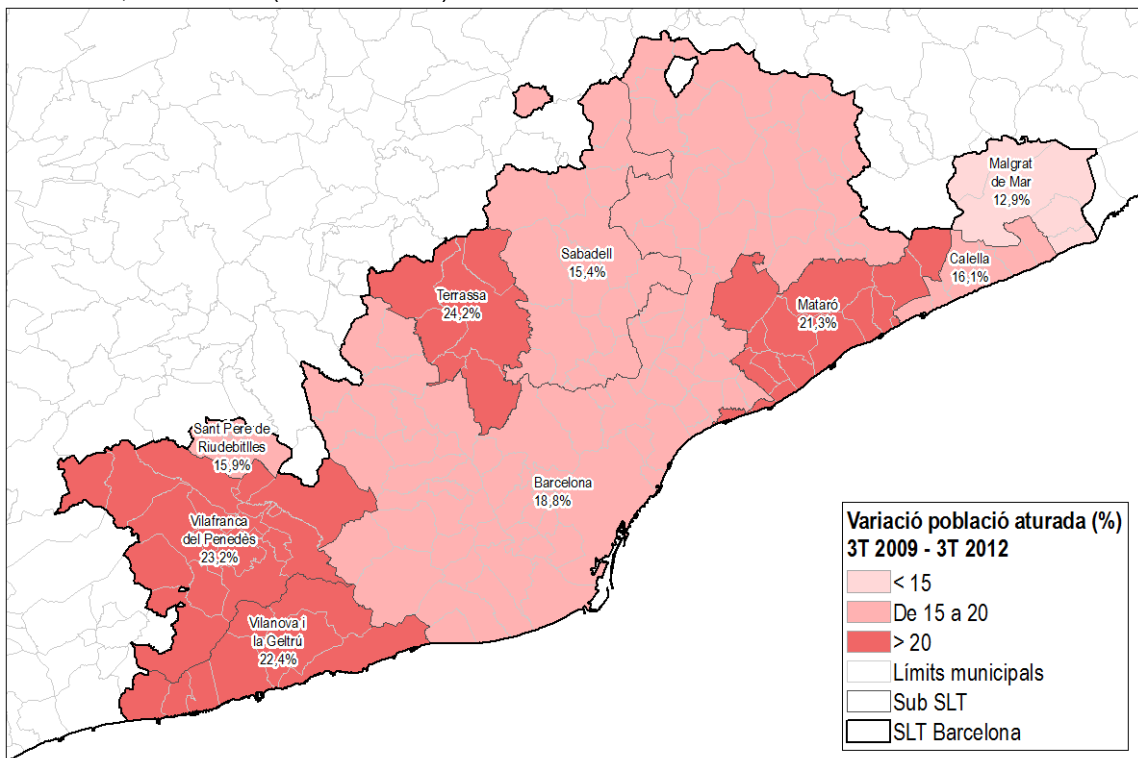 Malgrat
de Mar
12,9%
Sabadell
15,4%
Calella
16,1%
Terrassa
24,2%
Mataró
21,3%
Sant Pere de
Riudebitlles
15,9%
Barcelona
18,8%
Vilafranca
del Penedès
23,2%
Vilanova i
la Geltrú
22,4%
Variació població aturada (%)
3T 2009 - 3T 2012
< 15
De 15 a 20
> 20
Límits municipals
Sub SLT
SLT Barcelona